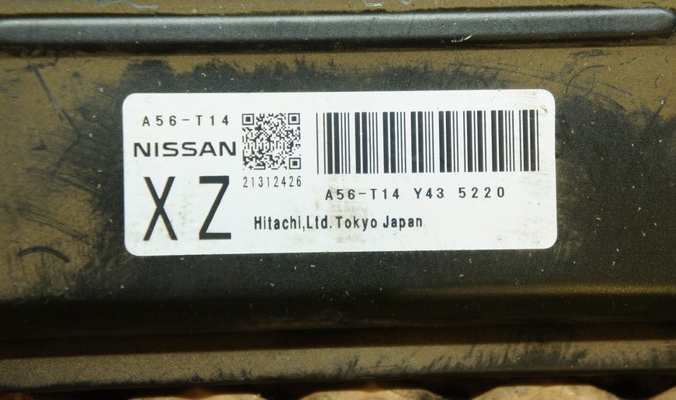 A56-T14
NISSAN
21312426
XZ
A56-T14 Y43 5220
Hitachi,Ltd.Tokyo Japan